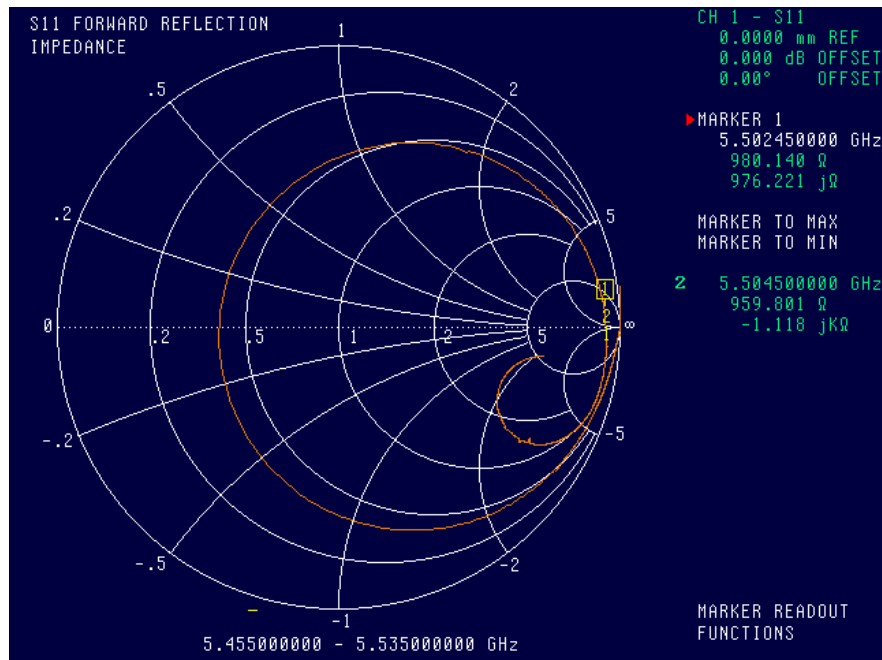 S11 FORWARD REFLECTION
IMPEDANCE
CH 1 - S11
0.0000 mm REF
0.000 dB OFFSET
0.00° OFFSET
MARKER 1
5.502450000 GHz
980.140 Ω
976.221 jΩ
MARKER TO MAX
MARKER TO MIN
2 5.504500000 GHz
959.801 Ω
-1.118 jKΩ
1
.5 2
.2 5
1
2
0 .2 .5 1 2 5 1 ∞
-.2 -5
-.5 -2
-1
5.455000000 - 5.535000000 GHz
MARKER READOUT
FUNCTIONS